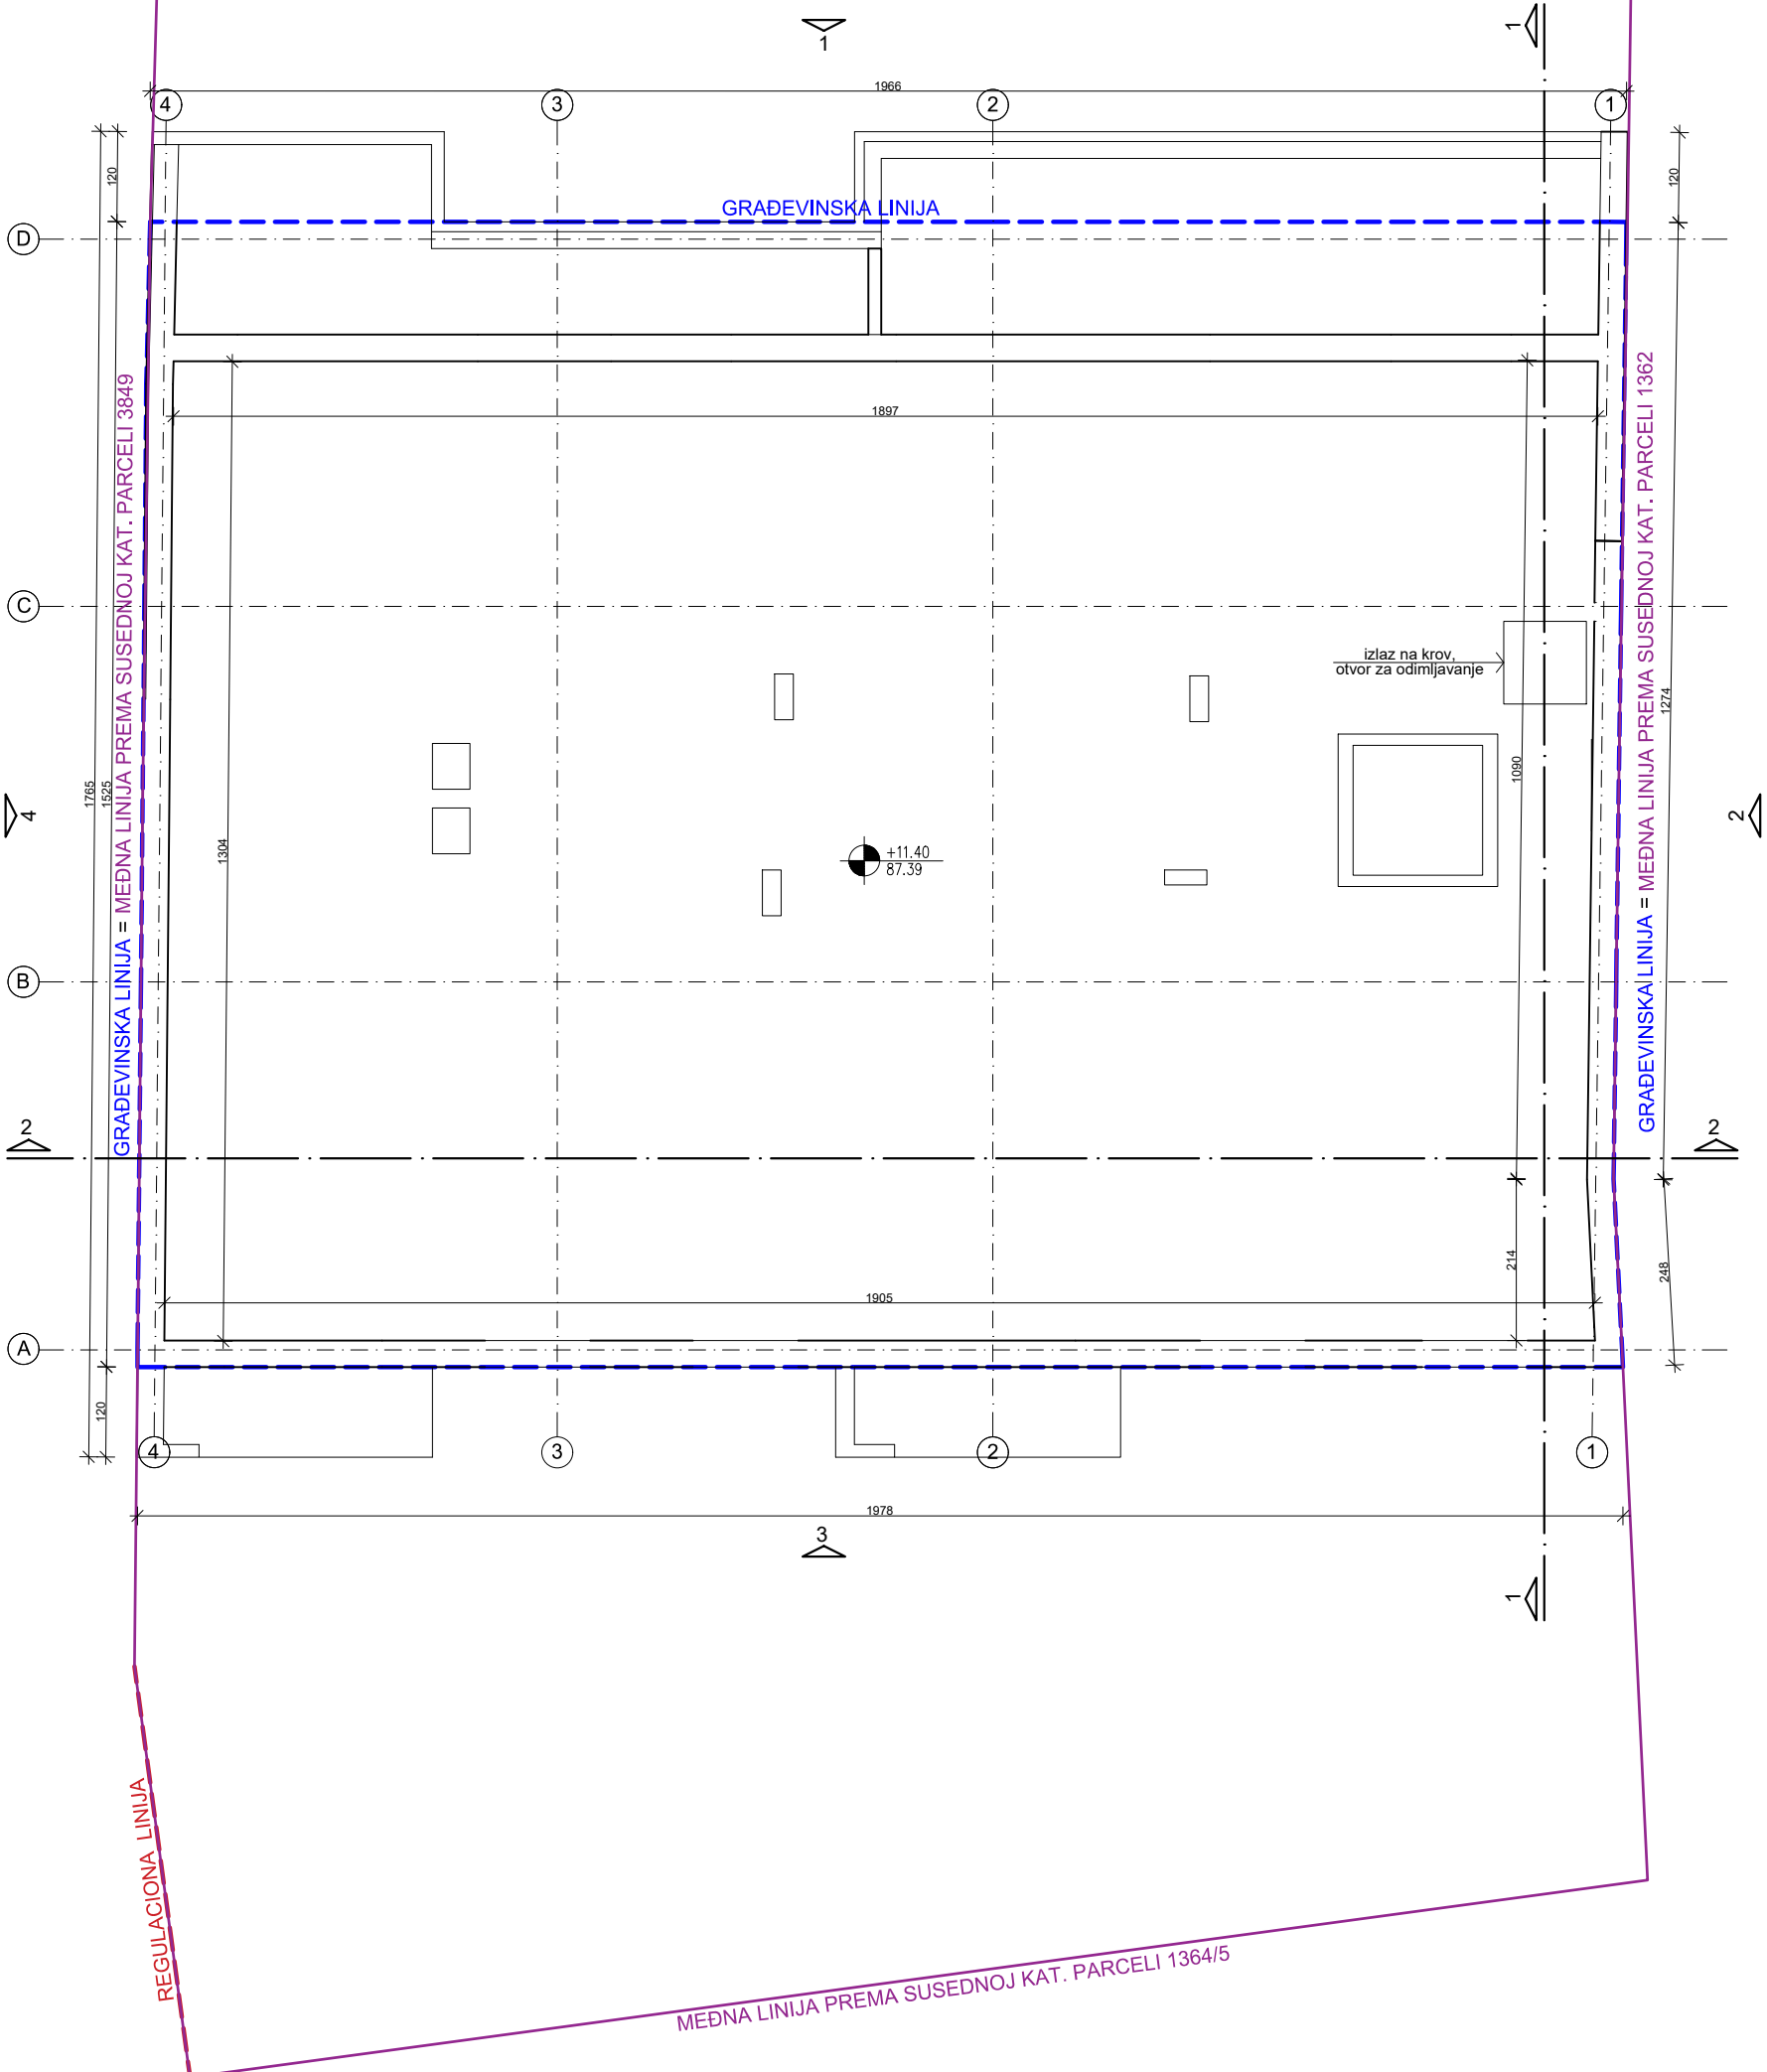 1
1
1966
4
3
2
1
120
120
GRAĐEVINSKA LINIJA
D
1897
GRAĐEVINSKA LINIJA = MEĐNA LINIJA PREMA SUSEDNOJ KAT. PARCELI 3849
GRAĐEVINSKA LINIJA = MEĐNA LINIJA PREMA SUSEDNOJ KAT. PARCELI 1362
C
izlaz na krov,
otvor za odimljavanje
1274
1765
1525
1090
4
2
1304
+11.40
87.39
B
2
2
214
248
1905
A
120
4
3
2
1
1978
3
1
REGULACIONA LINIJA
MEĐNA LINIJA PREMA SUSEDNOJ KAT. PARCELI 1364/5